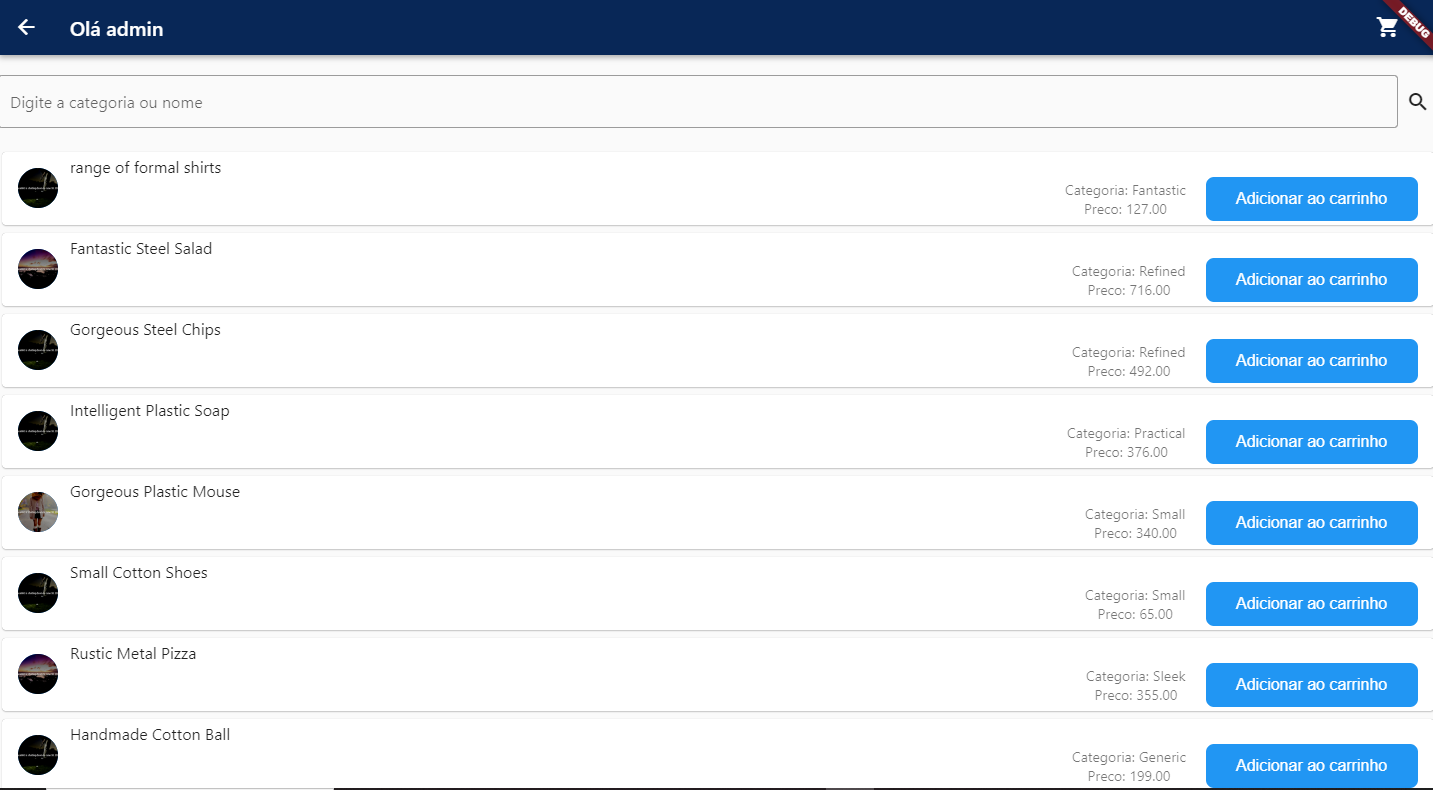 Olá admin
DEBUG
Digite a categoria ou nome
range of formal shirts
Categoria: Fantastic
Preco: 127.00
Adicionar ao carrinho
Fantastic Steel Salad
Categoria: Refined
Preco: 716.00
Adicionar ao carrinho
Gorgeous Steel Chips
Categoria: Refined
Preco: 492.00
Adicionar ao carrinho
Intelligent Plastic Soap
Categoria: Practical
Preco: 376.00
Adicionar ao carrinho
Gorgeous Plastic Mouse
Categoria: Small
Preco: 340.00
Adicionar ao carrinho
Small Cotton Shoes
Categoria: Small
Preco: 65.00
Adicionar ao carrinho
Rustic Metal Pizza
Categoria: Sleek
Preco: 355.00
Adicionar ao carrinho
Handmade Cotton Ball
Categoria: Generic
Preco: 199.00
Adicionar ao carrinho